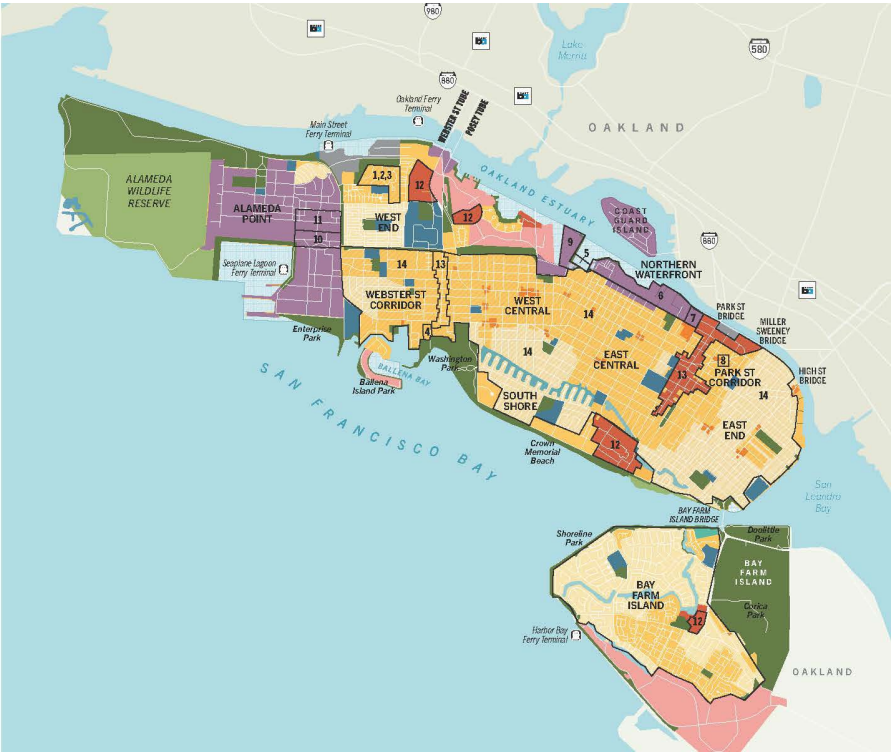 980
580
Lake
Merritt
880
Oakland Ferry
Terminal
WEBSTER ST TUBE
POSEY TUBE
Main Street
Ferry Terminal
OAKLAND
OAKLAND ESTUARY
ALAMEDA
WILDLIFE
RESERVE
1,2,3
12
ALAMEDA
POINT
11
10
WEST
END
12
COAST
GUARD
ISLAND
9
5
880
Seaplane Lagoon
Ferry Terminal
14
13
NORTHERN
WATERFRONT
6
7
WEBSTER ST
CORRIDOR
WEST
CENTRAL
14
PARK ST
BRIDGE
MILLER
SWEENEY
BRIDGE
Enterprise
Park
4
14
EAST
CENTRAL
8
13
PARK ST
CORRIDOR
HIGH ST
BRIDGE
Washington
Park
BALLENA BAY
Ballena
Island Park
14
SAN FRANCISCO BAY
SOUTH
SHORE
EAST
END
12
Crown
Memorial
Beach
San
Leandro
Bay
BAY FARM
ISLAND BRIDGE
Shoreline
Park
Doolittle
Park
BAY
FARM
ISLAND
BAY
FARM
ISLAND
Corica
Park
12
Harbor Bay
Ferry Terminal
OAKLAND